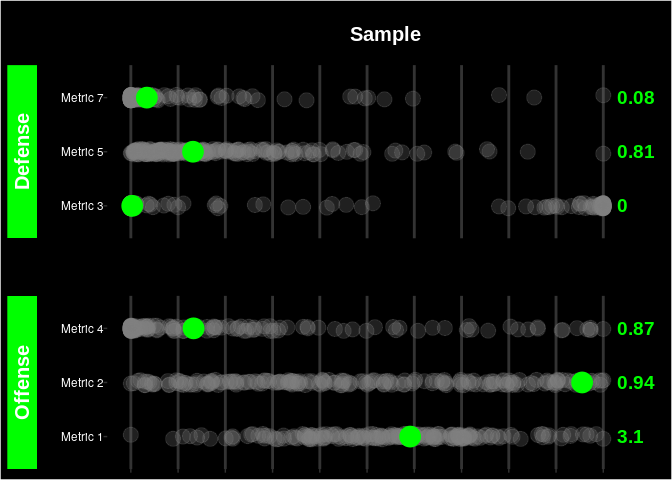 Sample
Defense
Metric 7
0.08
Metric 5
0.81
Metric 3
0
Offense
Metric 4
0.87
Metric 2
0.94
Metric 1
3.1